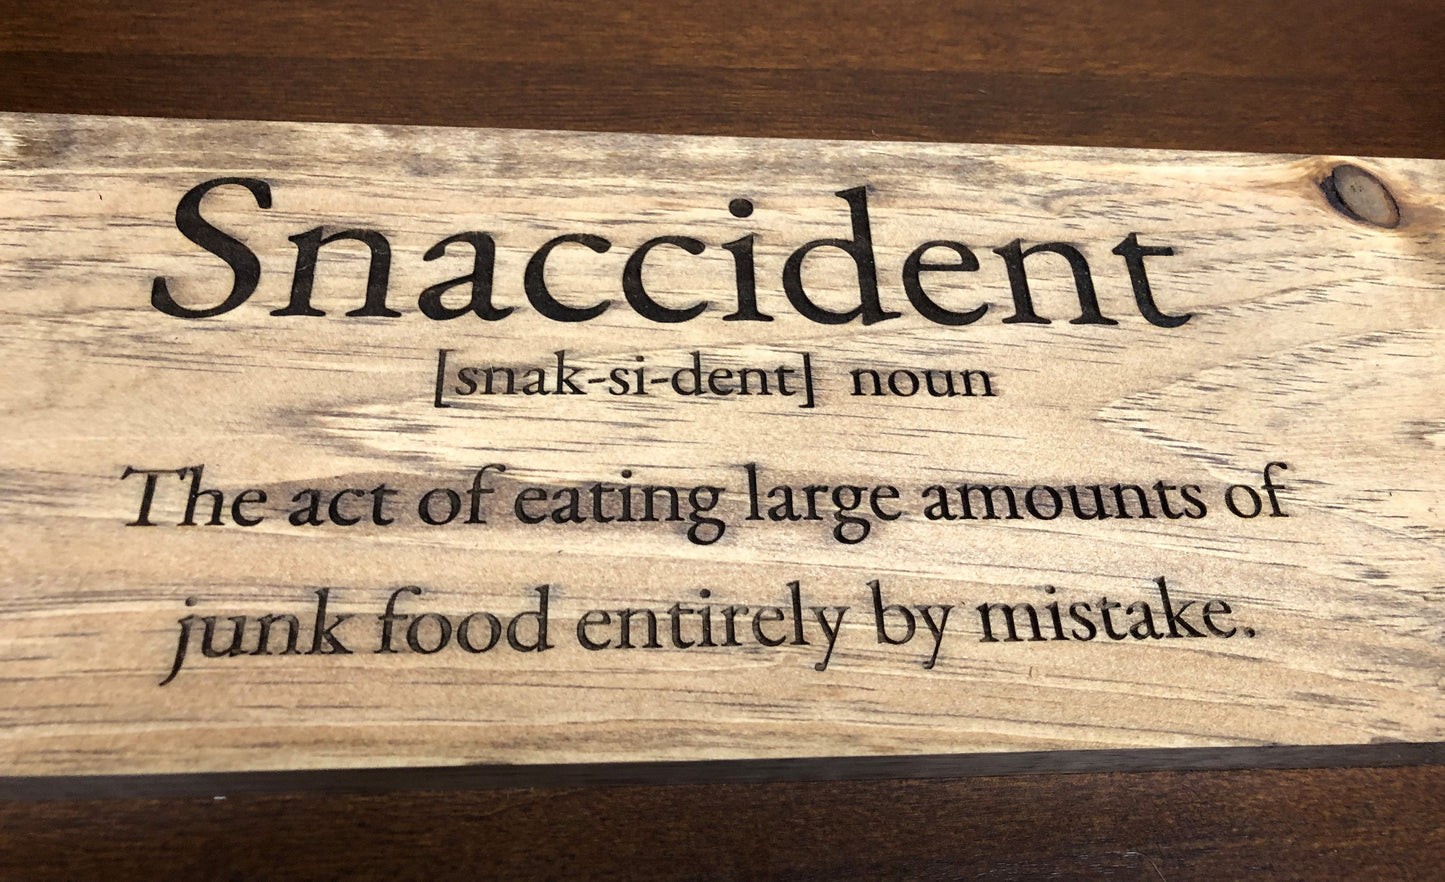 Snaccident
[snak-si-dent] noun
The act of eating large amounts of
junk food entirely by mistake.